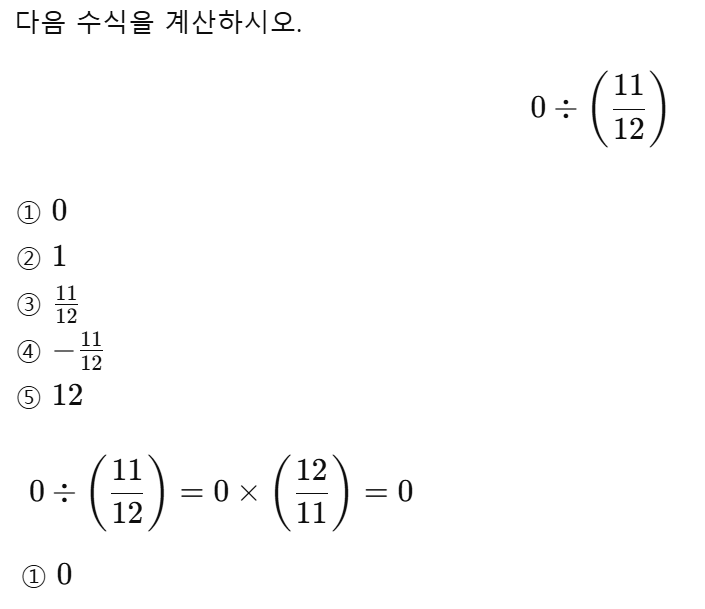 다음 수식을 계산하시오.
0 ÷ (11/12)
① 0
② 1
③ 11/12
④ −11/12
⑤ 12
0 ÷ (11/12) = 0 × (12/11) = 0
① 0